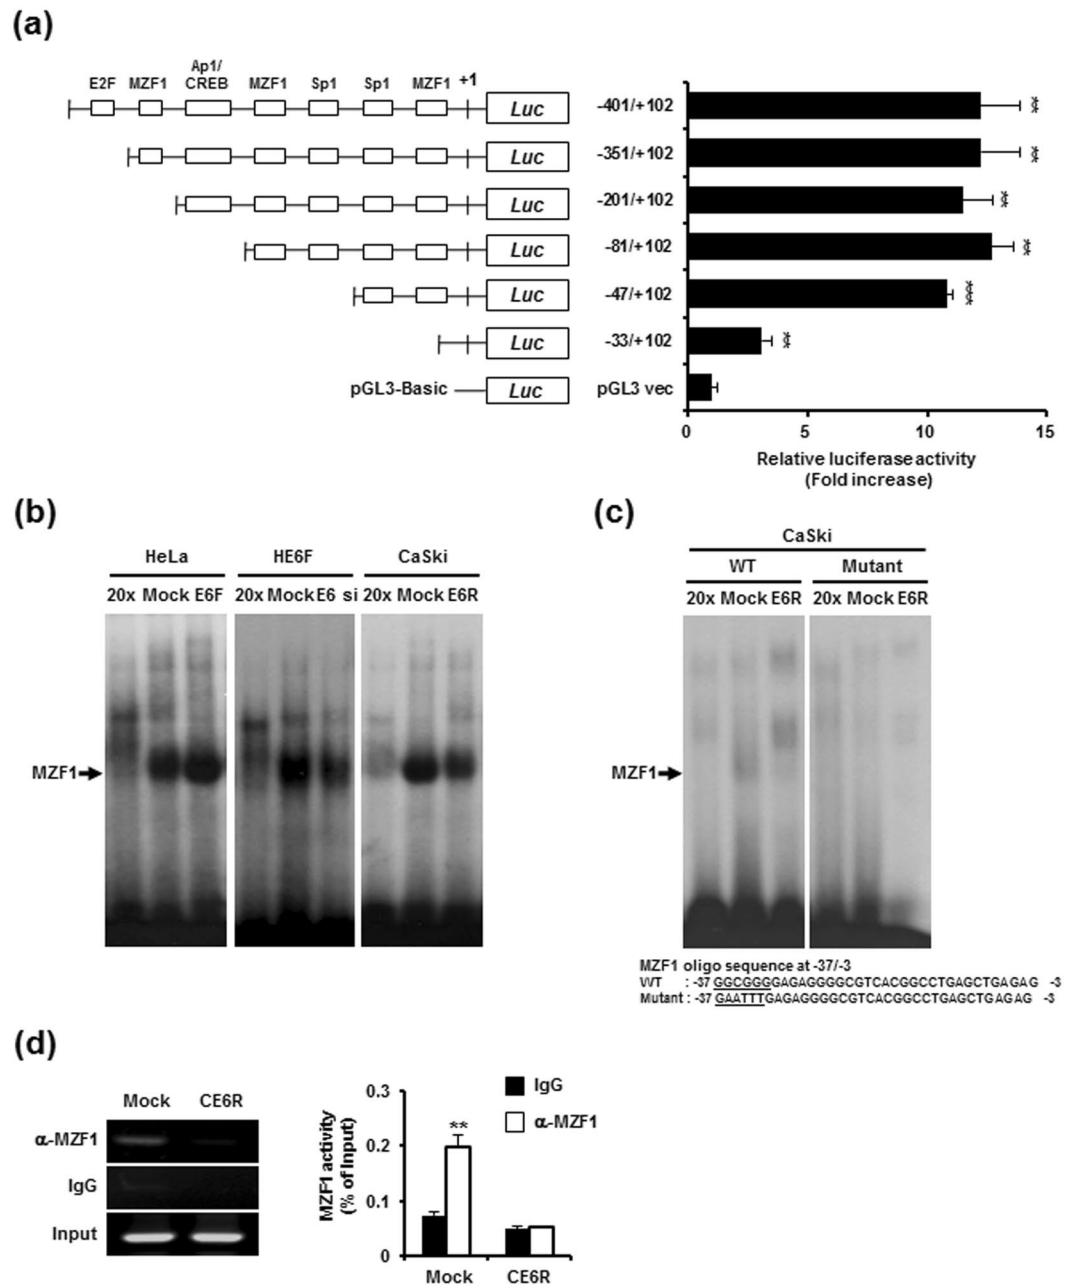 (a)
E2F MZF1 Ap1/ CREB MZF1 Sp1 Sp1 MZF1 +1
Luc -401/+102 **
Luc -351/+102 **
Luc -201/+102 **
Luc -81/+102 **
Luc -47/+102 ***
Luc -33/+102 **
pGL3-Basic Luc pGL3 vec
0 5 10 15
Relative luciferase activity
(Fold increase)
(b)
HeLa HE6F CaSki
20x Mock E6F 20x Mock E6 si 20x Mock E6R
MZF1
(c)
CaSki
WT Mutant
20x Mock E6R 20x Mock E6R
MZF1
MZF1 oligo sequence at -37/-3
WT : -37 GGCGGGGAGAGGGGCGTCACGGCCTGAGCTGAGAG -3
Mutant : -37 GAATTTGAGAGGGGCGTCACGGCCTGAGCTGAGAG -3
(d)
Mock CE6R
α-MZF1
IgG
Input
MZF1 activity
(% of Input)
0.3
0.2
0.1
0
**
IgG
α-MZF1
Mock CE6R